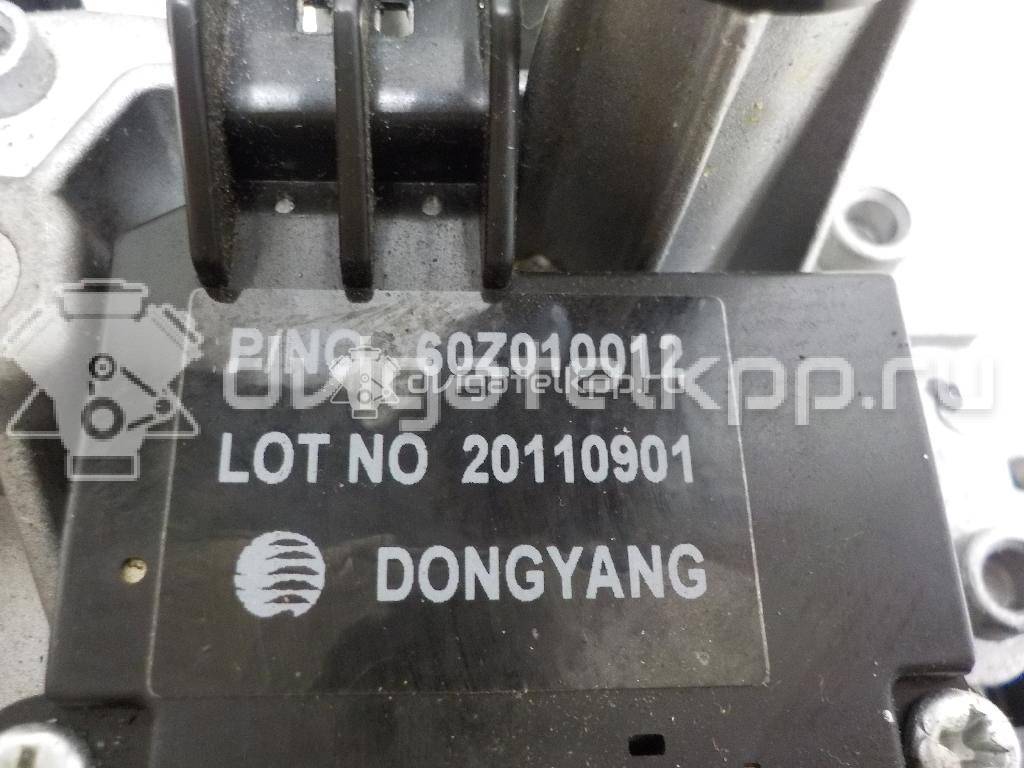 P/NO 60Z010012
dvigatelkpp.ru
LOT NO 20110901
DONGYANG